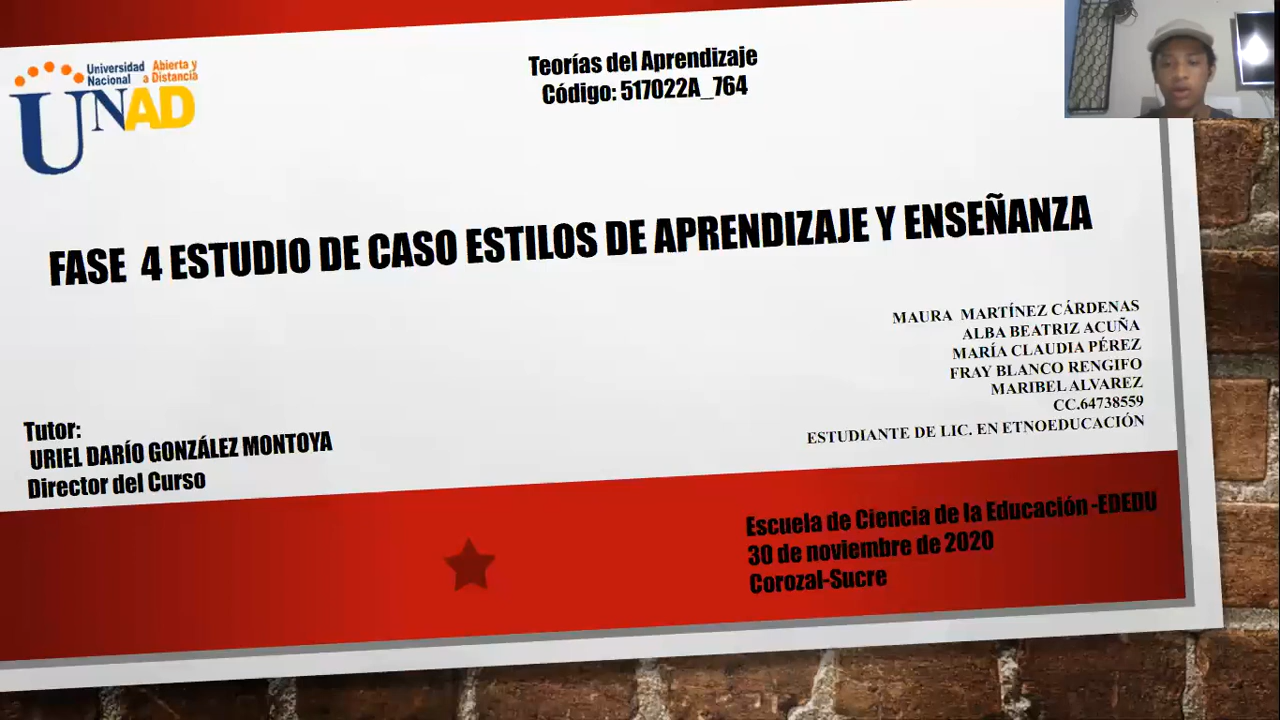 Universidad Abierta y
Nacional a Distancia
UNAD
Teorías del Aprendizaje
Código: 517022A_764
FASE 4 ESTUDIO DE CASO ESTILOS DE APRENDIZAJE Y ENSEÑANZA
MAURA MARTÍNEZ CÁRDENAS
ALBA BEATRIZ ACUÑA
MARÍA CLAUDIA PÉREZ
FRAY BLANCO RENGIFO
MARIBEL ALVAREZ
CC.64738559
ESTUDIANTE DE LIC. EN ETNOEDUCACIÓN
Tutor:
URIEL DARÍO GONZÁLEZ MONTOYA
Director del Curso
Escuela de Ciencia de la Educación -EDEDU
30 de noviembre de 2020
Corozal-Sucre